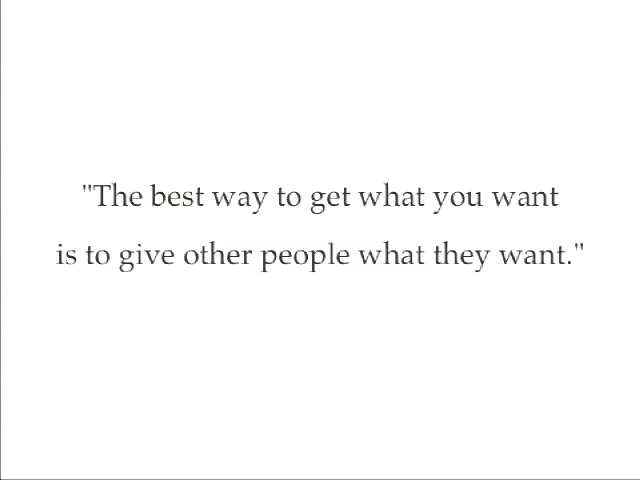 "The best way to get what you want
is to give other people what they want."